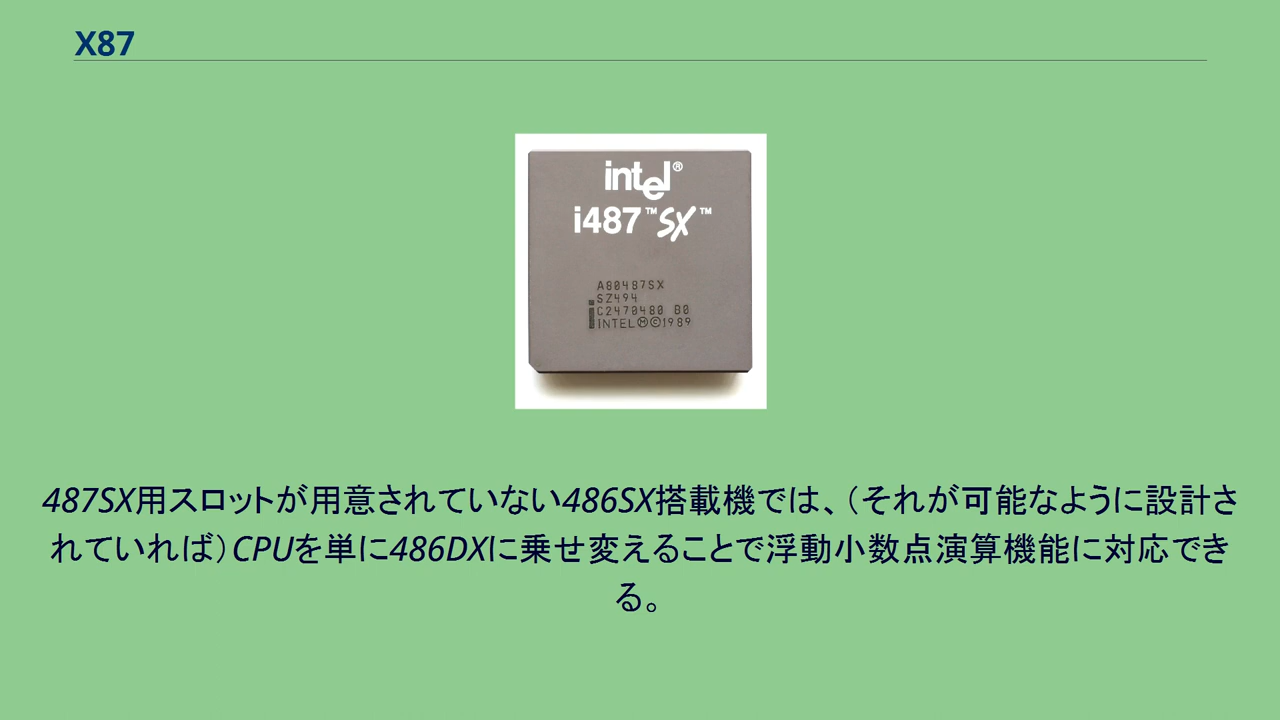 X87
intel®
i487™SX™
A80487SX
SZ494
C2470480 B0
INTEL Ⓜ©1989
487SX用スロットが用意されていない486SX搭載機では、（それが可能なように設計さ
れていれば）CPUを単に486DXに乗せ変えることで浮動小数点演算機能に対応でき
る。